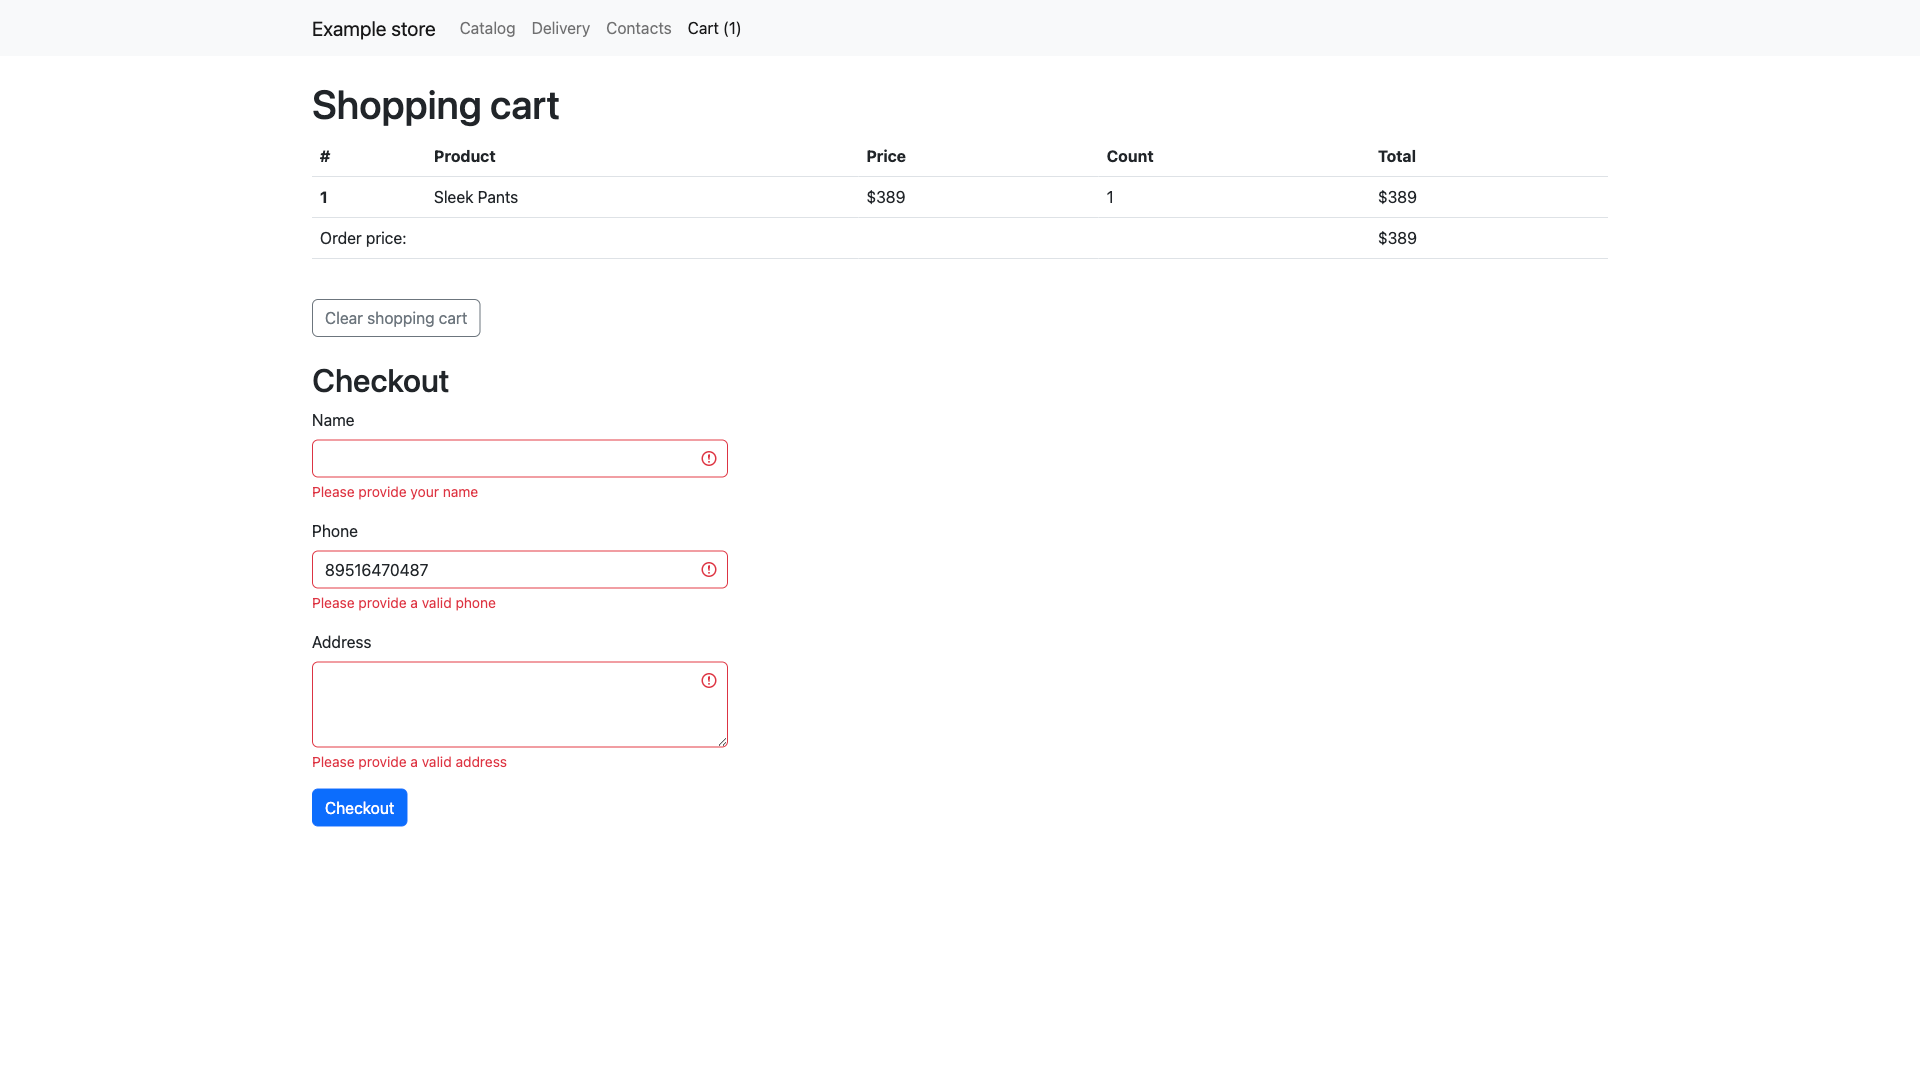 Example store Catalog Delivery Contacts Cart (1)
Shopping cart
# Product Price Count Total
1 Sleek Pants $389 1 $389
Order price: $389
Clear shopping cart
Checkout
Name
Please provide your name
Phone
89516470487
Please provide a valid phone
Address
Please provide a valid address
Checkout